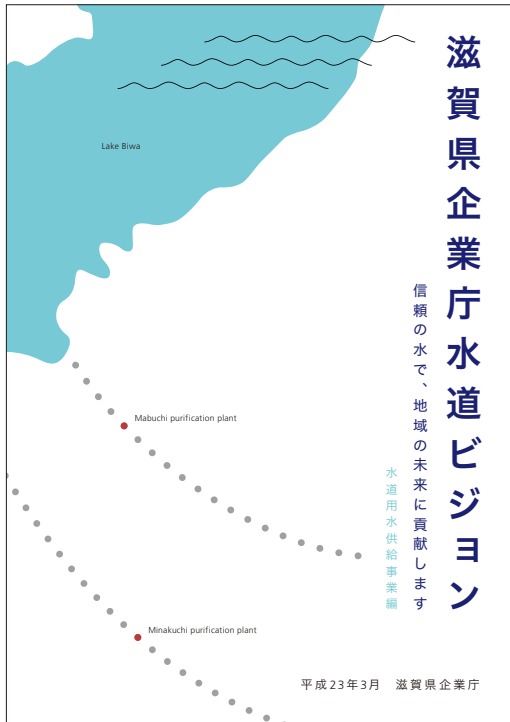 滋賀県企業庁水道ビジョン
信頼の水で、地域の未来に貢献します
水道用水供給事業編
Lake Biwa
Mabuchi purification plant
Minakuchi purification plant
平成23年3月　滋賀県企業庁